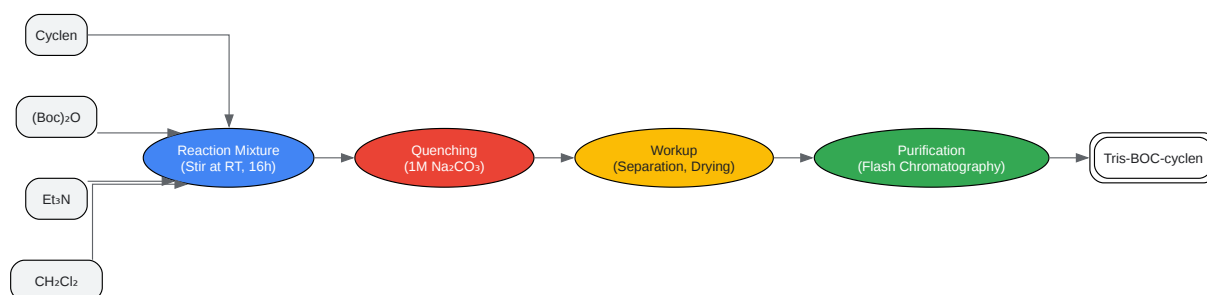 Cyclen
(Boc)₂O
Et₃N
CH₂Cl₂
Reaction Mixture
(Stir at RT, 16h)
Quenching
(1M Na₂CO₃)
Workup
(Separation, Drying)
Purification
(Flash Chromatography)
Tris-BOC-cyclen